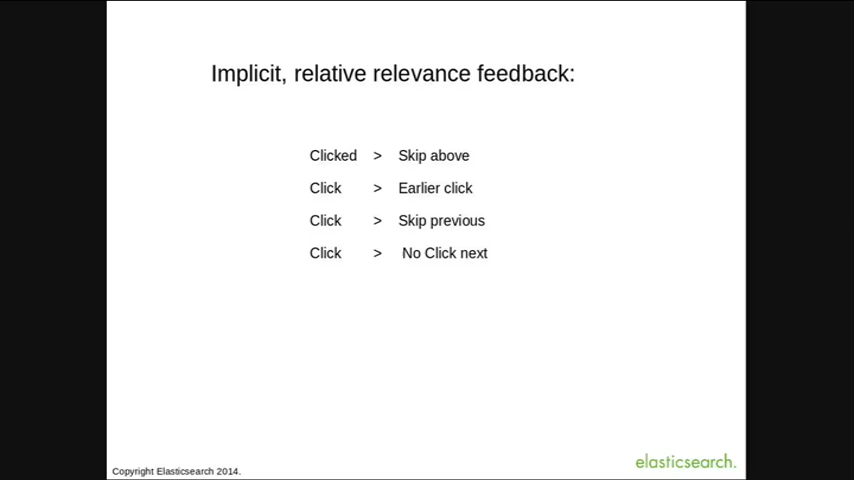 Implicit, relative relevance feedback:
Clicked > Skip above
Click > Earlier click
Click > Skip previous
Click > No Click next
elasticsearch.
Copyright Elasticsearch 2014.